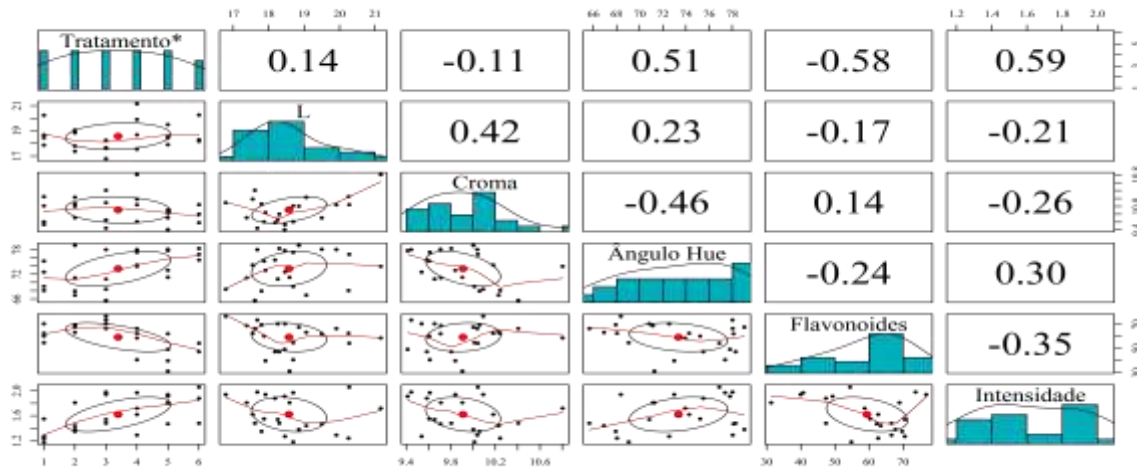 17 18 19 20 21
66 68 70 72 74 76 78
1.2 1.4 1.6 1.8 2.0
Tratamento*
0.14
-0.11
0.51
-0.58
0.59
21
19
17
L
0.42
0.23
-0.17
-0.21
Croma
-0.46
0.14
-0.26
78
72
66
Ângulo Hue
-0.24
0.30
Flavonoides
-0.35
2.0
1.6
1.2
Intensidade
1 2 3 4 5 6
9.4 9.8 10.2 10.6
30 40 50 60 70